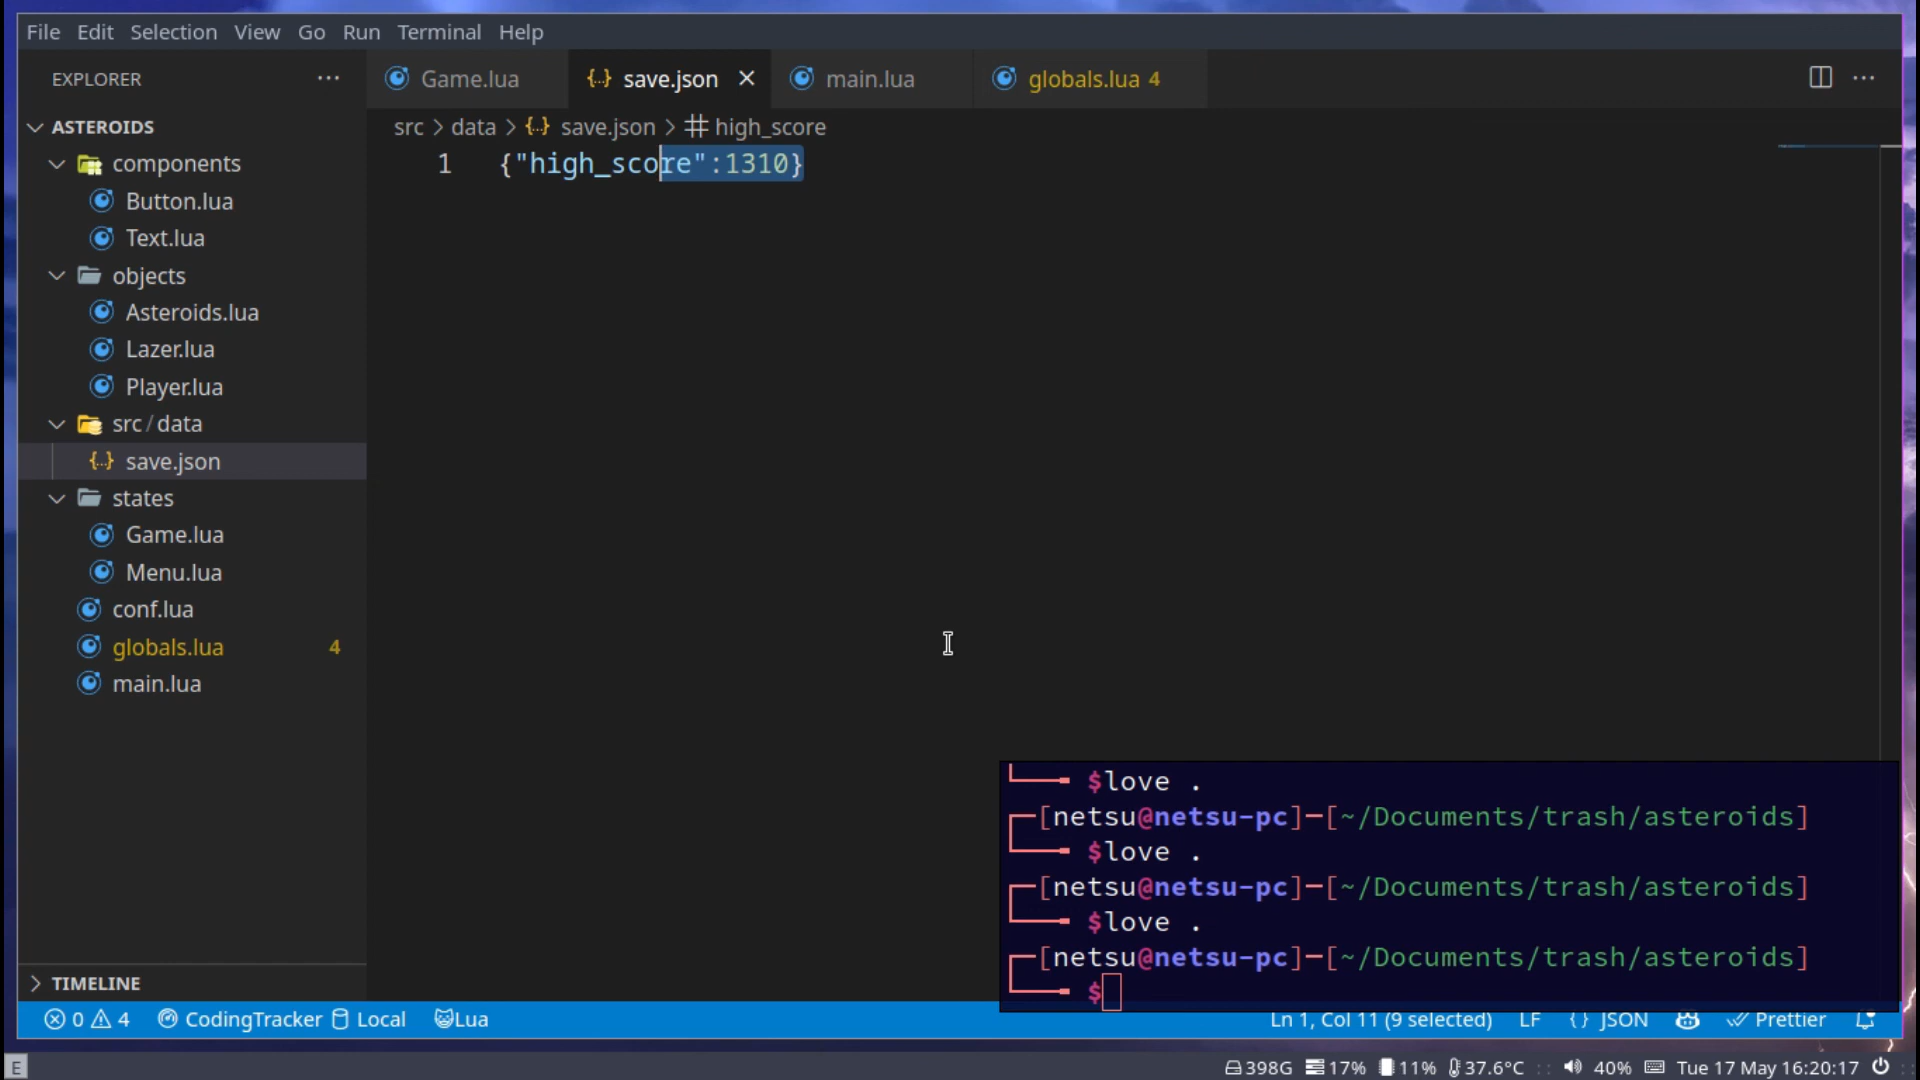 File Edit Selection View Go Run Terminal Help
EXPLORER ···
Game.lua {..} save.json × main.lua globals.lua 4 ···
ASTEROIDS
components
Button.lua
Text.lua
objects
Asteroids.lua
Lazer.lua
Player.lua
src/data
{..} save.json
states
Game.lua
Menu.lua
conf.lua
globals.lua 4
main.lua
TIMELINE
src > data > {..} save.json > # high_score
1 {"high_score":1310}
$love .
[netsu@netsu-pc]─[~/Documents/trash/asteroids]
$love .
[netsu@netsu-pc]─[~/Documents/trash/asteroids]
$love .
[netsu@netsu-pc]─[~/Documents/trash/asteroids]
$
0 4 CodingTracker Local Lua Ln 1, Col 11 (9 selected) LF {} JSON Prettier
E 398G 17% 11% 37.6°C :: 40% Tue 17 May 16:20:17